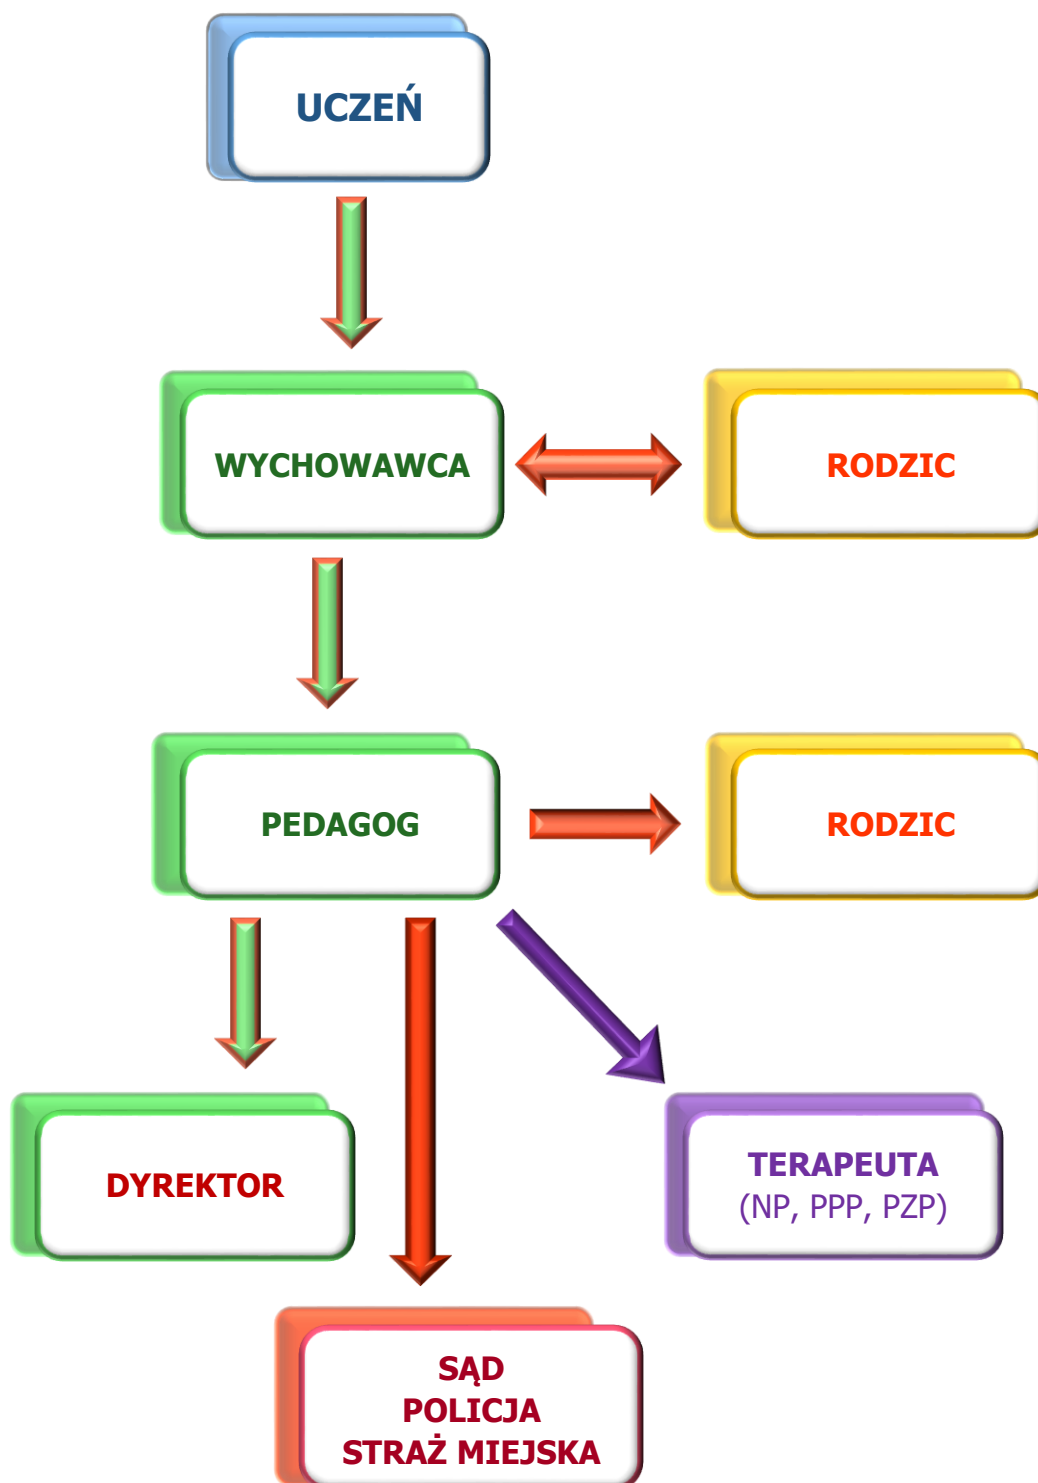 UCZEŃ
WYCHOWAWCA
RODZIC
PEDAGOG
RODZIC
DYREKTOR
TERAPEUTA
(NP, PPP, PZP)
SĄD
POLICJA
STRAŻ MIEJSKA